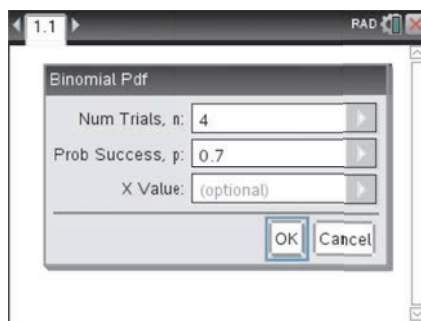 1.1 RAD
Binomial Pdf
Num Trials, n: 4
Prob Success, p: 0.7
X Value: (optional)
OK Cancel